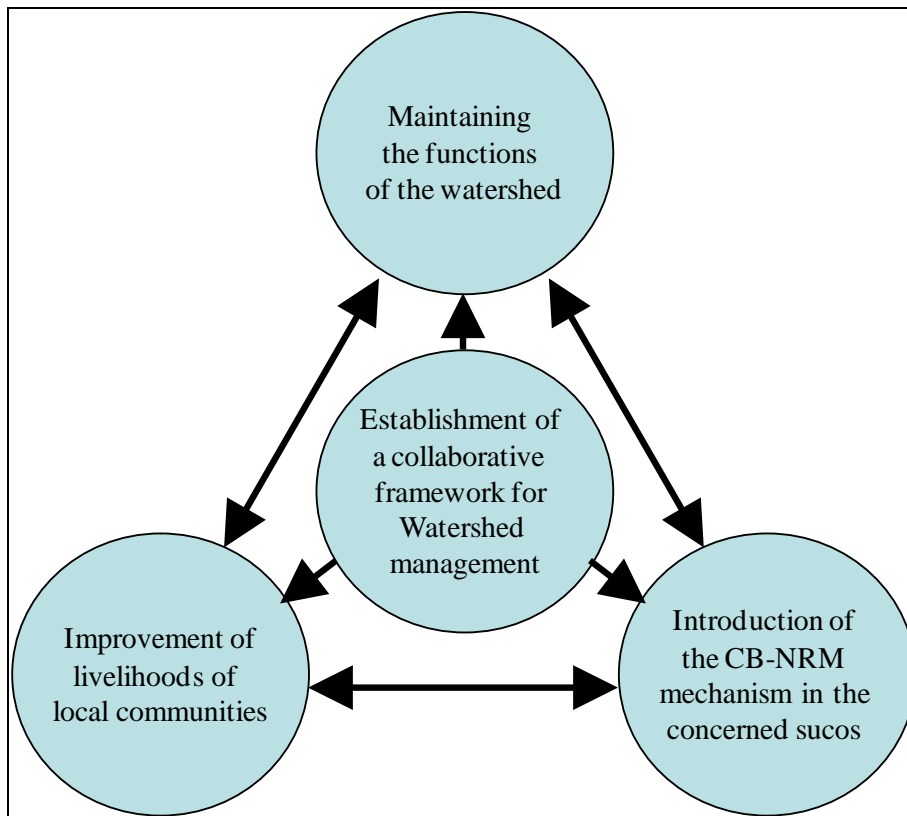 Maintaining
the functions
of the watershed
Establishment of
a collaborative
framework for
Watershed
management
Improvement of
livelihoods of
local communities
Introduction of
the CB-NRM
mechanism in the
concerned sucos